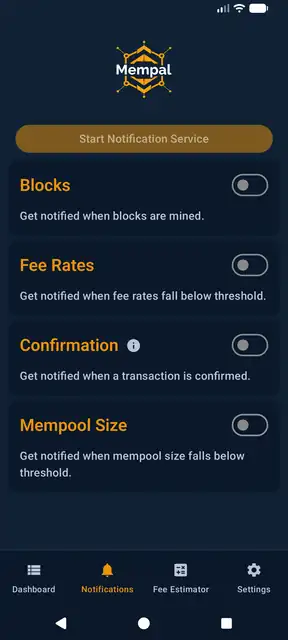 Mempal
Start Notification Service
Blocks
Get notified when blocks are mined.
Fee Rates
Get notified when fee rates fall below threshold.
Confirmation
Get notified when a transaction is confirmed.
Mempool Size
Get notified when mempool size falls below
threshold.
Dashboard
Notifications
Fee Estimator
Settings